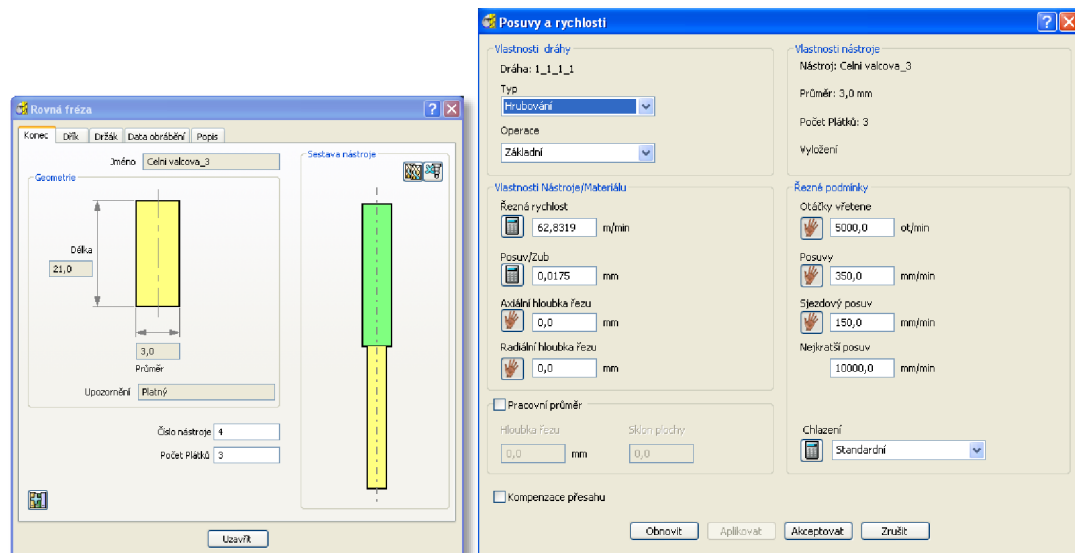 Rovná fréza
Konec Dřík Držák Data obrábění Popis
Jméno Celni valcova_3
Geometrie
Délka
21,0
3,0
Průměr
Upozornění Platný
Číslo nástroje 4
Počet Plátků 3
Sestava nástroje
Uzavřít
Posuvy a rychlosti
Vlastnosti dráhy
Dráha: 1_1_1_1
Typ
Hrubování
Operace
Základní
Vlastnosti nástroje
Nástroj: Celni valcova_3
Průměr: 3,0 mm
Počet Plátků: 3
Vyložení
Vlastnosti Nástroje/Materiálu
Řezná rychlost
62,8319 m/min
Posuv/Zub
0,0175 mm
Axiální hloubka řezu
0,0 mm
Radiální hloubka řezu
0,0 mm
Řezné podmínky
Otáčky vřetene
5000,0 ot/min
Posuvy
350,0 mm/min
Sjezdový posuv
150,0 mm/min
Nejkratší posuv
10000,0 mm/min
Pracovní průměr
Hloubka řezu Sklon plochy
0,0 mm 0,0
Chlazení
Standardní
Kompenzace přesahu
Obnovit Aplikovat Akceptovat Zrušit